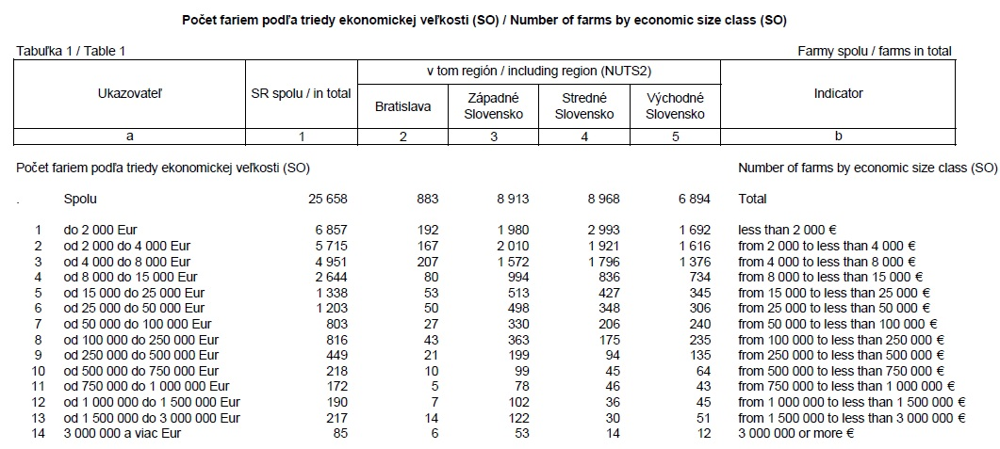 Počet fariem podľa triedy ekonomickej veľkosti (SO) / Number of farms by economic size class (SO)
Tabuľka 1 / Table 1 Farmy spolu / farms in total
Ukazovateľ SR spolu / in total v tom región / including region (NUTS2) Indicator
Bratislava Západné Slovensko Stredné Slovensko Východné Slovensko
a 1 2 3 4 5 b
Počet fariem podľa triedy ekonomickej veľkosti (SO) Number of farms by economic size class (SO)
. Spolu 25 658 883 8 913 8 968 6 894 Total
1 do 2 000 Eur 6 857 192 1 980 2 993 1 692 less than 2 000 €
2 od 2 000 do 4 000 Eur 5 715 167 2 010 1 921 1 616 from 2 000 to less than 4 000 €
3 od 4 000 do 8 000 Eur 4 951 207 1 572 1 796 1 376 from 4 000 to less than 8 000 €
4 od 8 000 do 15 000 Eur 2 644 80 994 836 734 from 8 000 to less than 15 000 €
5 od 15 000 do 25 000 Eur 1 338 53 513 427 345 from 15 000 to less than 25 000 €
6 od 25 000 do 50 000 Eur 1 203 50 498 348 306 from 25 000 to less than 50 000 €
7 od 50 000 do 100 000 Eur 803 27 330 206 240 from 50 000 to less than 100 000 €
8 od 100 000 do 250 000 Eur 816 43 363 175 235 from 100 000 to less than 250 000 €
9 od 250 000 do 500 000 Eur 449 21 199 94 135 from 250 000 to less than 500 000 €
10 od 500 000 do 750 000 Eur 218 10 99 45 64 from 500 000 to less than 750 000 €
11 od 750 000 do 1 000 000 Eur 172 5 78 46 43 from 750 000 to less than 1 000 000 €
12 od 1 000 000 do 1 500 000 Eur 190 7 102 36 45 from 1 000 000 to less than 1 500 000 €
13 od 1 500 000 do 3 000 000 Eur 217 14 122 30 51 from 1 500 000 to less than 3 000 000 €
14 3 000 000 a viac Eur 85 6 53 14 12 3 000 000 or more €